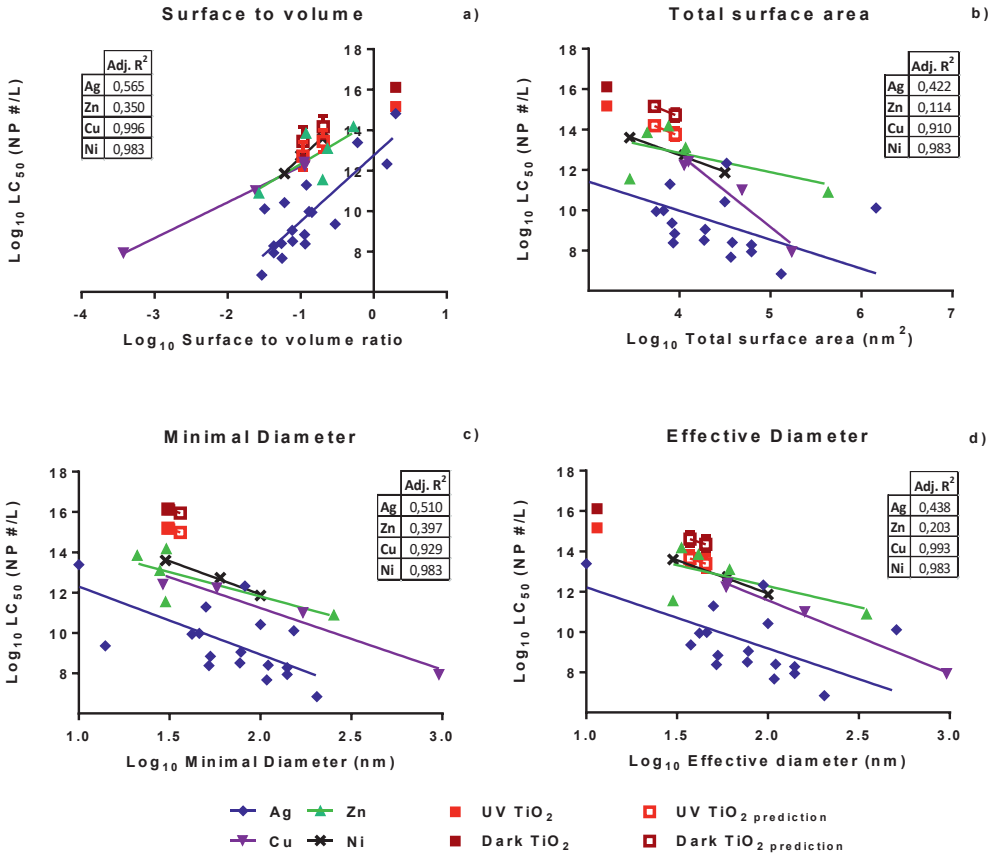 Surface to volume
a)
Adj. R²
Ag 0,565
Zn 0,350
Cu 0,996
Ni 0,983
Log₁₀ LC₅₀ (NP #/L)
18
16
14
12
10
8
-4 -3 -2 -1 0 1
Log₁₀ Surface to volume ratio
Total surface area
b)
Adj. R²
Ag 0,422
Zn 0,114
Cu 0,910
Ni 0,983
Log₁₀ LC₅₀ (NP #/L)
18
16
14
12
10
8
4 5 6 7
Log₁₀ Total surface area (nm²)
Minimal Diameter
c)
Adj. R²
Ag 0,510
Zn 0,397
Cu 0,929
Ni 0,983
Log₁₀ LC₅₀ (NP #/L)
18
16
14
12
10
8
1.0 1.5 2.0 2.5 3.0
Log₁₀ Minimal Diameter (nm)
Effective Diameter
d)
Adj. R²
Ag 0,438
Zn 0,203
Cu 0,993
Ni 0,983
Log₁₀ LC₅₀ (NP #/L)
18
16
14
12
10
8
1.0 1.5 2.0 2.5 3.0
Log₁₀ Effective diameter (nm)
Ag Zn UV TiO₂ UV TiO₂ prediction
Cu Ni Dark TiO₂ Dark TiO₂ prediction